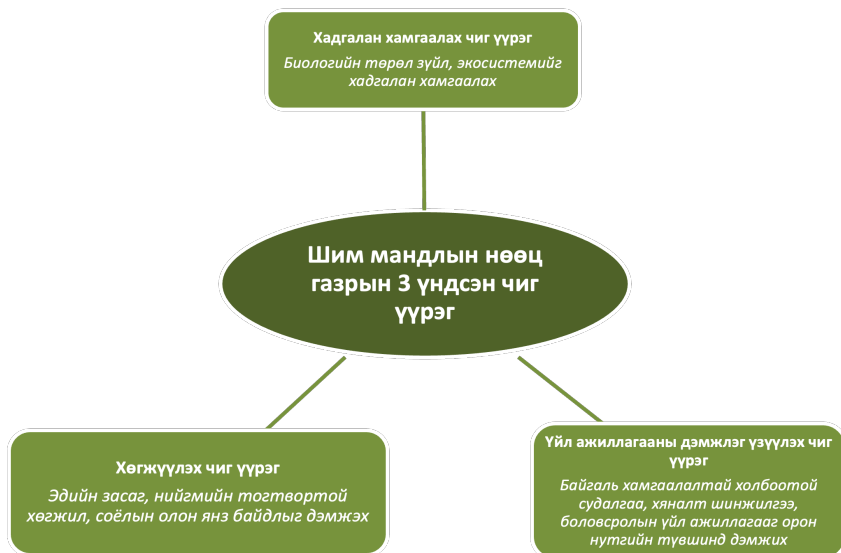 Хадгалан хамгаалах чиг үүрэг
Биологийн төрөл зүйл, экосистемийг
хадгалан хамгаалах
Шим мандлын нөөц
газрын 3 үндсэн чиг
үүрэг
Хөгжүүлэх чиг үүрэг
Эдийн засаг, нийгмийн тогтвортой
хөгжил, соёлын олон янз байдлыг дэмжих
Үйл ажиллагааны дэмжлэг үзүүлэх чиг
үүрэг
Байгаль хамгаалалтай холбоотой
судалгаа, хяналт шинжилгээ,
боловсролын үйл ажиллагааг орон
нутгийн түвшинд дэмжих